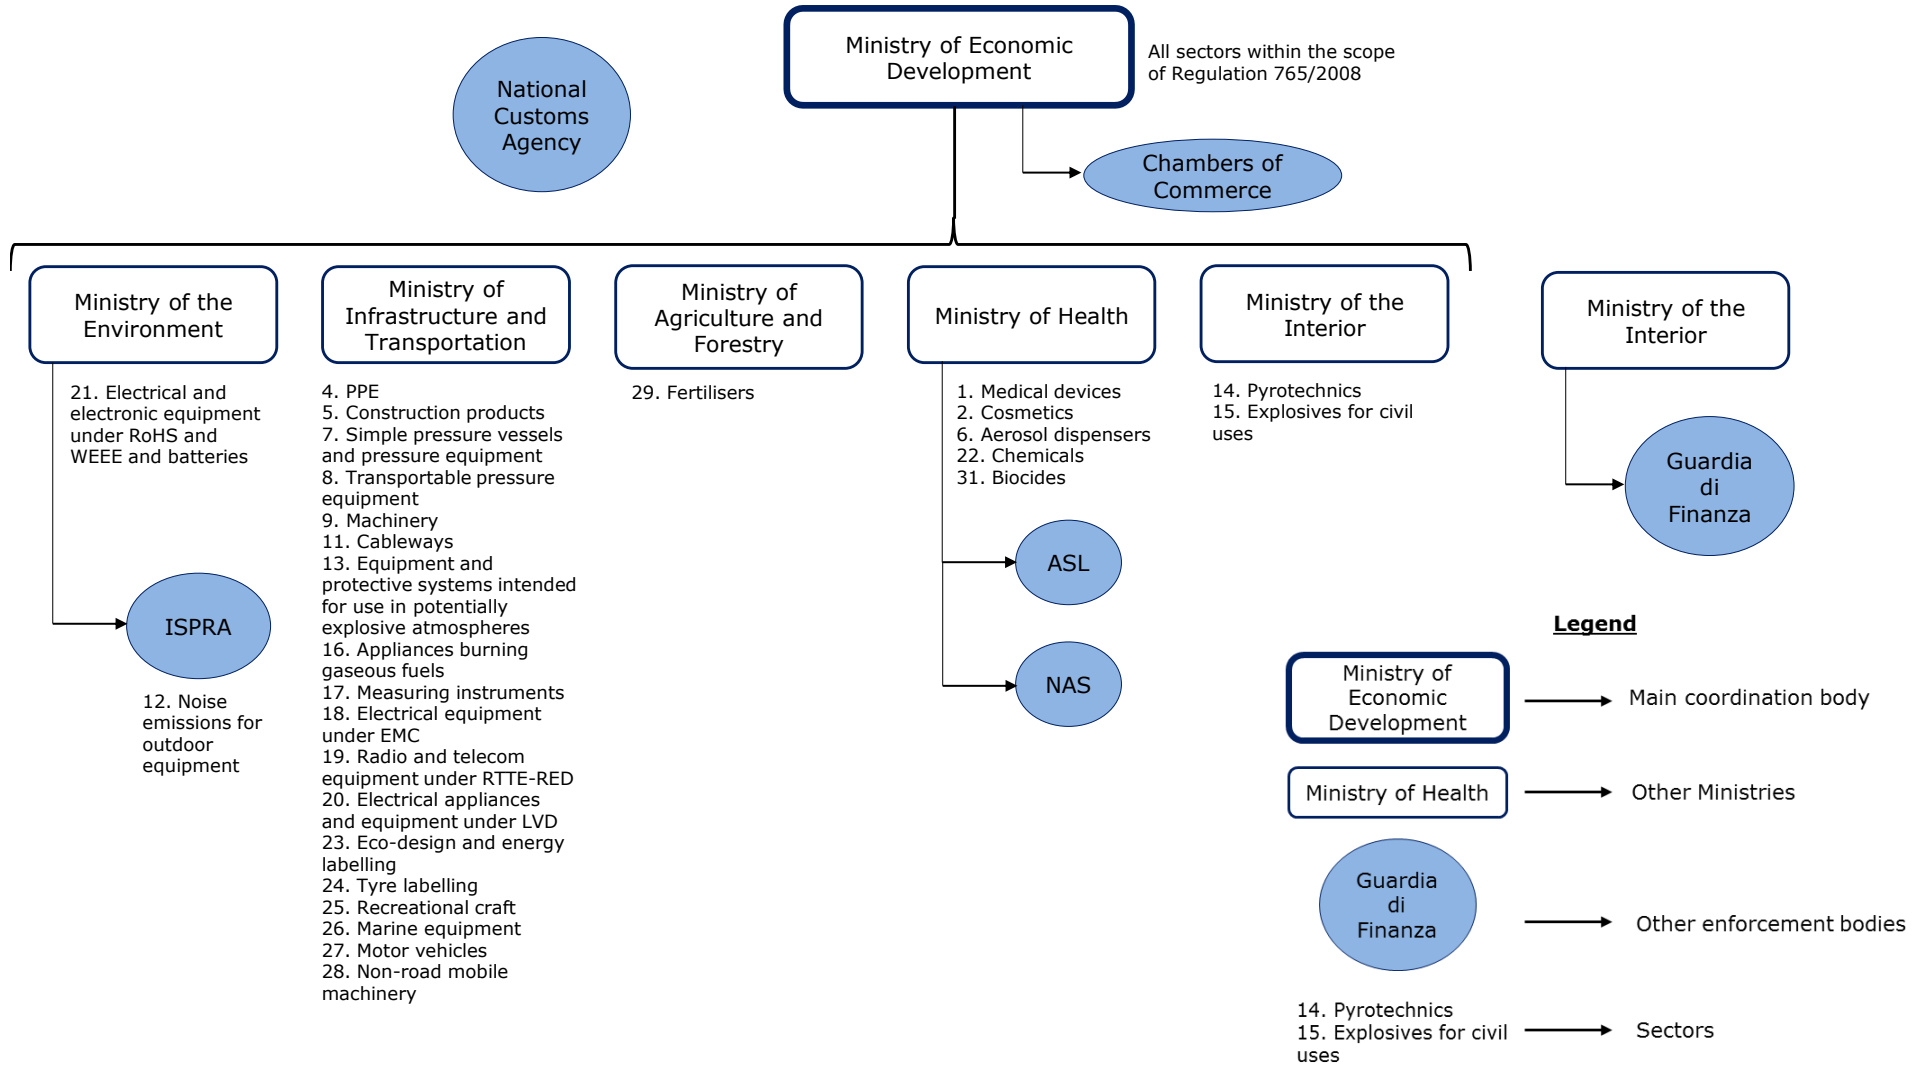 National
Customs
Agency
Ministry of Economic
Development
All sectors within the scope
of Regulation 765/2008
Chambers of
Commerce
Ministry of the
Environment
21. Electrical and
electronic equipment
under RoHS and
WEEE and batteries
ISPRA
12. Noise
emissions for
outdoor
equipment
Ministry of
Infrastructure and
Transportation
4. PPE
5. Construction products
7. Simple pressure vessels
and pressure equipment
8. Transportable pressure
equipment
9. Machinery
11. Cableways
13. Equipment and
protective systems intended
for use in potentially
explosive atmospheres
16. Appliances burning
gaseous fuels
17. Measuring instruments
18. Electrical equipment
under EMC
19. Radio and telecom
equipment under RTTE-RED
20. Electrical appliances
and equipment under LVD
23. Eco-design and energy
labelling
24. Tyre labelling
25. Recreational craft
26. Marine equipment
27. Motor vehicles
28. Non-road mobile
machinery
Ministry of
Agriculture and
Forestry
29. Fertilisers
Ministry of Health
1. Medical devices
2. Cosmetics
6. Aerosol dispensers
22. Chemicals
31. Biocides
ASL
NAS
Ministry of the
Interior
14. Pyrotechnics
15. Explosives for civil
uses
Ministry of the
Interior
Guardia
di
Finanza
Legend
Ministry of
Economic
Development
Main coordination body
Ministry of Health
Other Ministries
Guardia
di
Finanza
Other enforcement bodies
14. Pyrotechnics
15. Explosives for civil
uses
Sectors